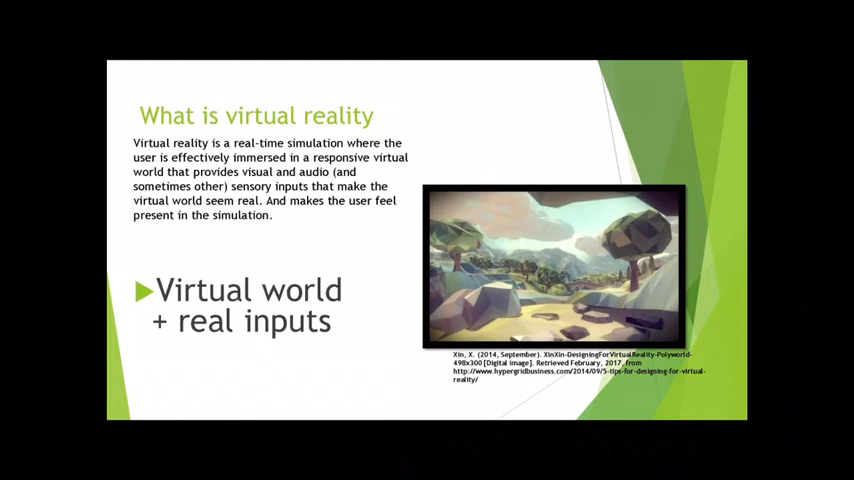 What is virtual reality
Virtual reality is a real-time simulation where the
user is effectively immersed in a responsive virtual
world that provides visual and audio (and
sometimes other) sensory inputs that make the
virtual world seem real. And makes the user feel
present in the simulation.
Virtual world
+ real inputs
Xin, X. (2014, September). XinXin-DesigningForVirtualReality-Polyworld-
498x300 [Digital image]. Retrieved February, 2017, from
http://www.hypergridbusiness.com/2014/09/5-tips-for-designing-for-virtual-
reality/